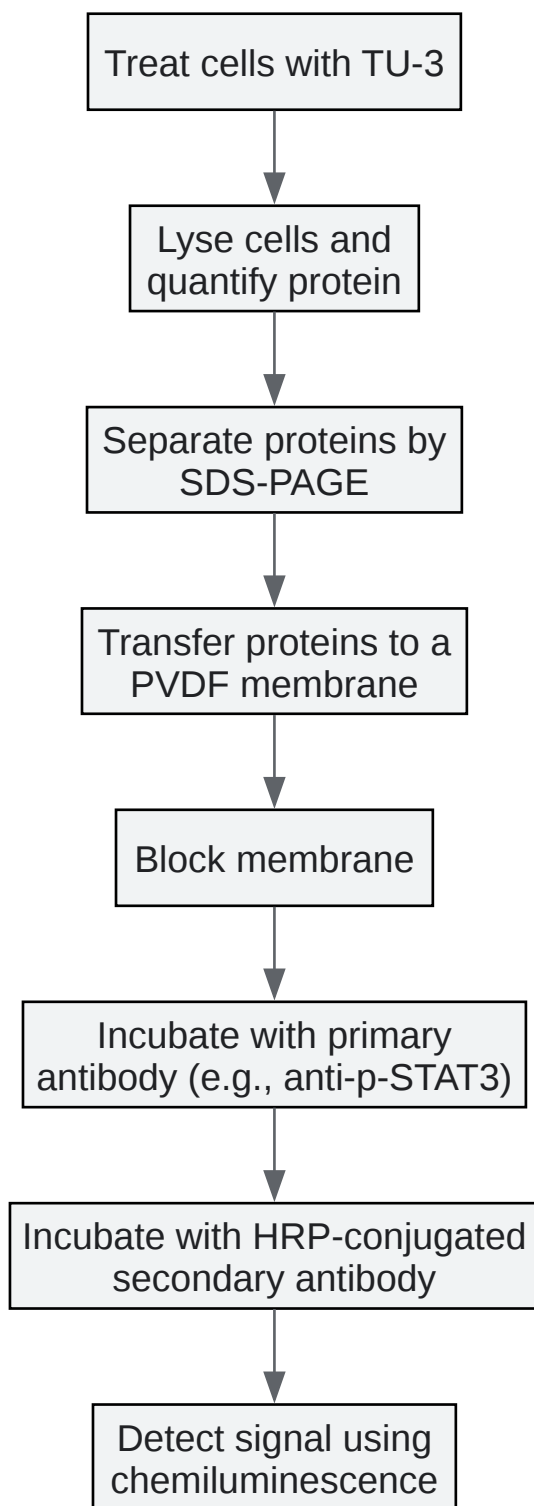 Treat cells with TU-3
Lyse cells and
quantify protein
Separate proteins by
SDS-PAGE
Transfer proteins to a
PVDF membrane
Block membrane
Incubate with primary
antibody (e.g., anti-p-STAT3)
Incubate with HRP-conjugated
secondary antibody
Detect signal using
chemiluminescence